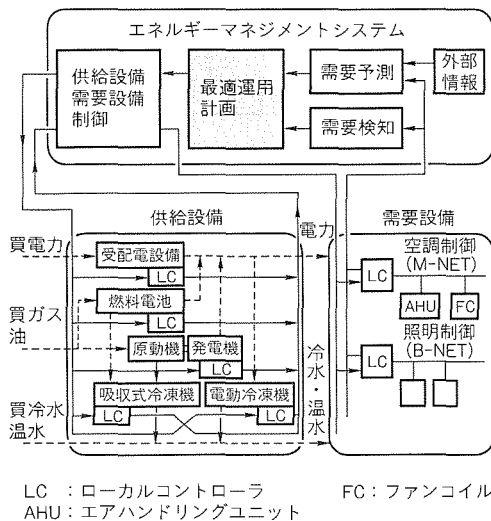 エネルギーマネジメントシステム
供給設備
需要設備
制御
最適運用
計画
需要予測
需要検知
外部
情報
供給設備
電力
需要設備
買電力
受配電設備
LC
燃料電池
LC
買ガス
油
原動機
発電機
LC
吸収式冷凍機
LC
電動冷凍機
LC
買冷水
温水
冷水・温水
空調制御
(M-NET)
LC
AHU
FC
照明制御
(B-NET)
LC
LC :ローカルコントローラ
FC:ファンコイル
AHU:エアハンドリングユニット